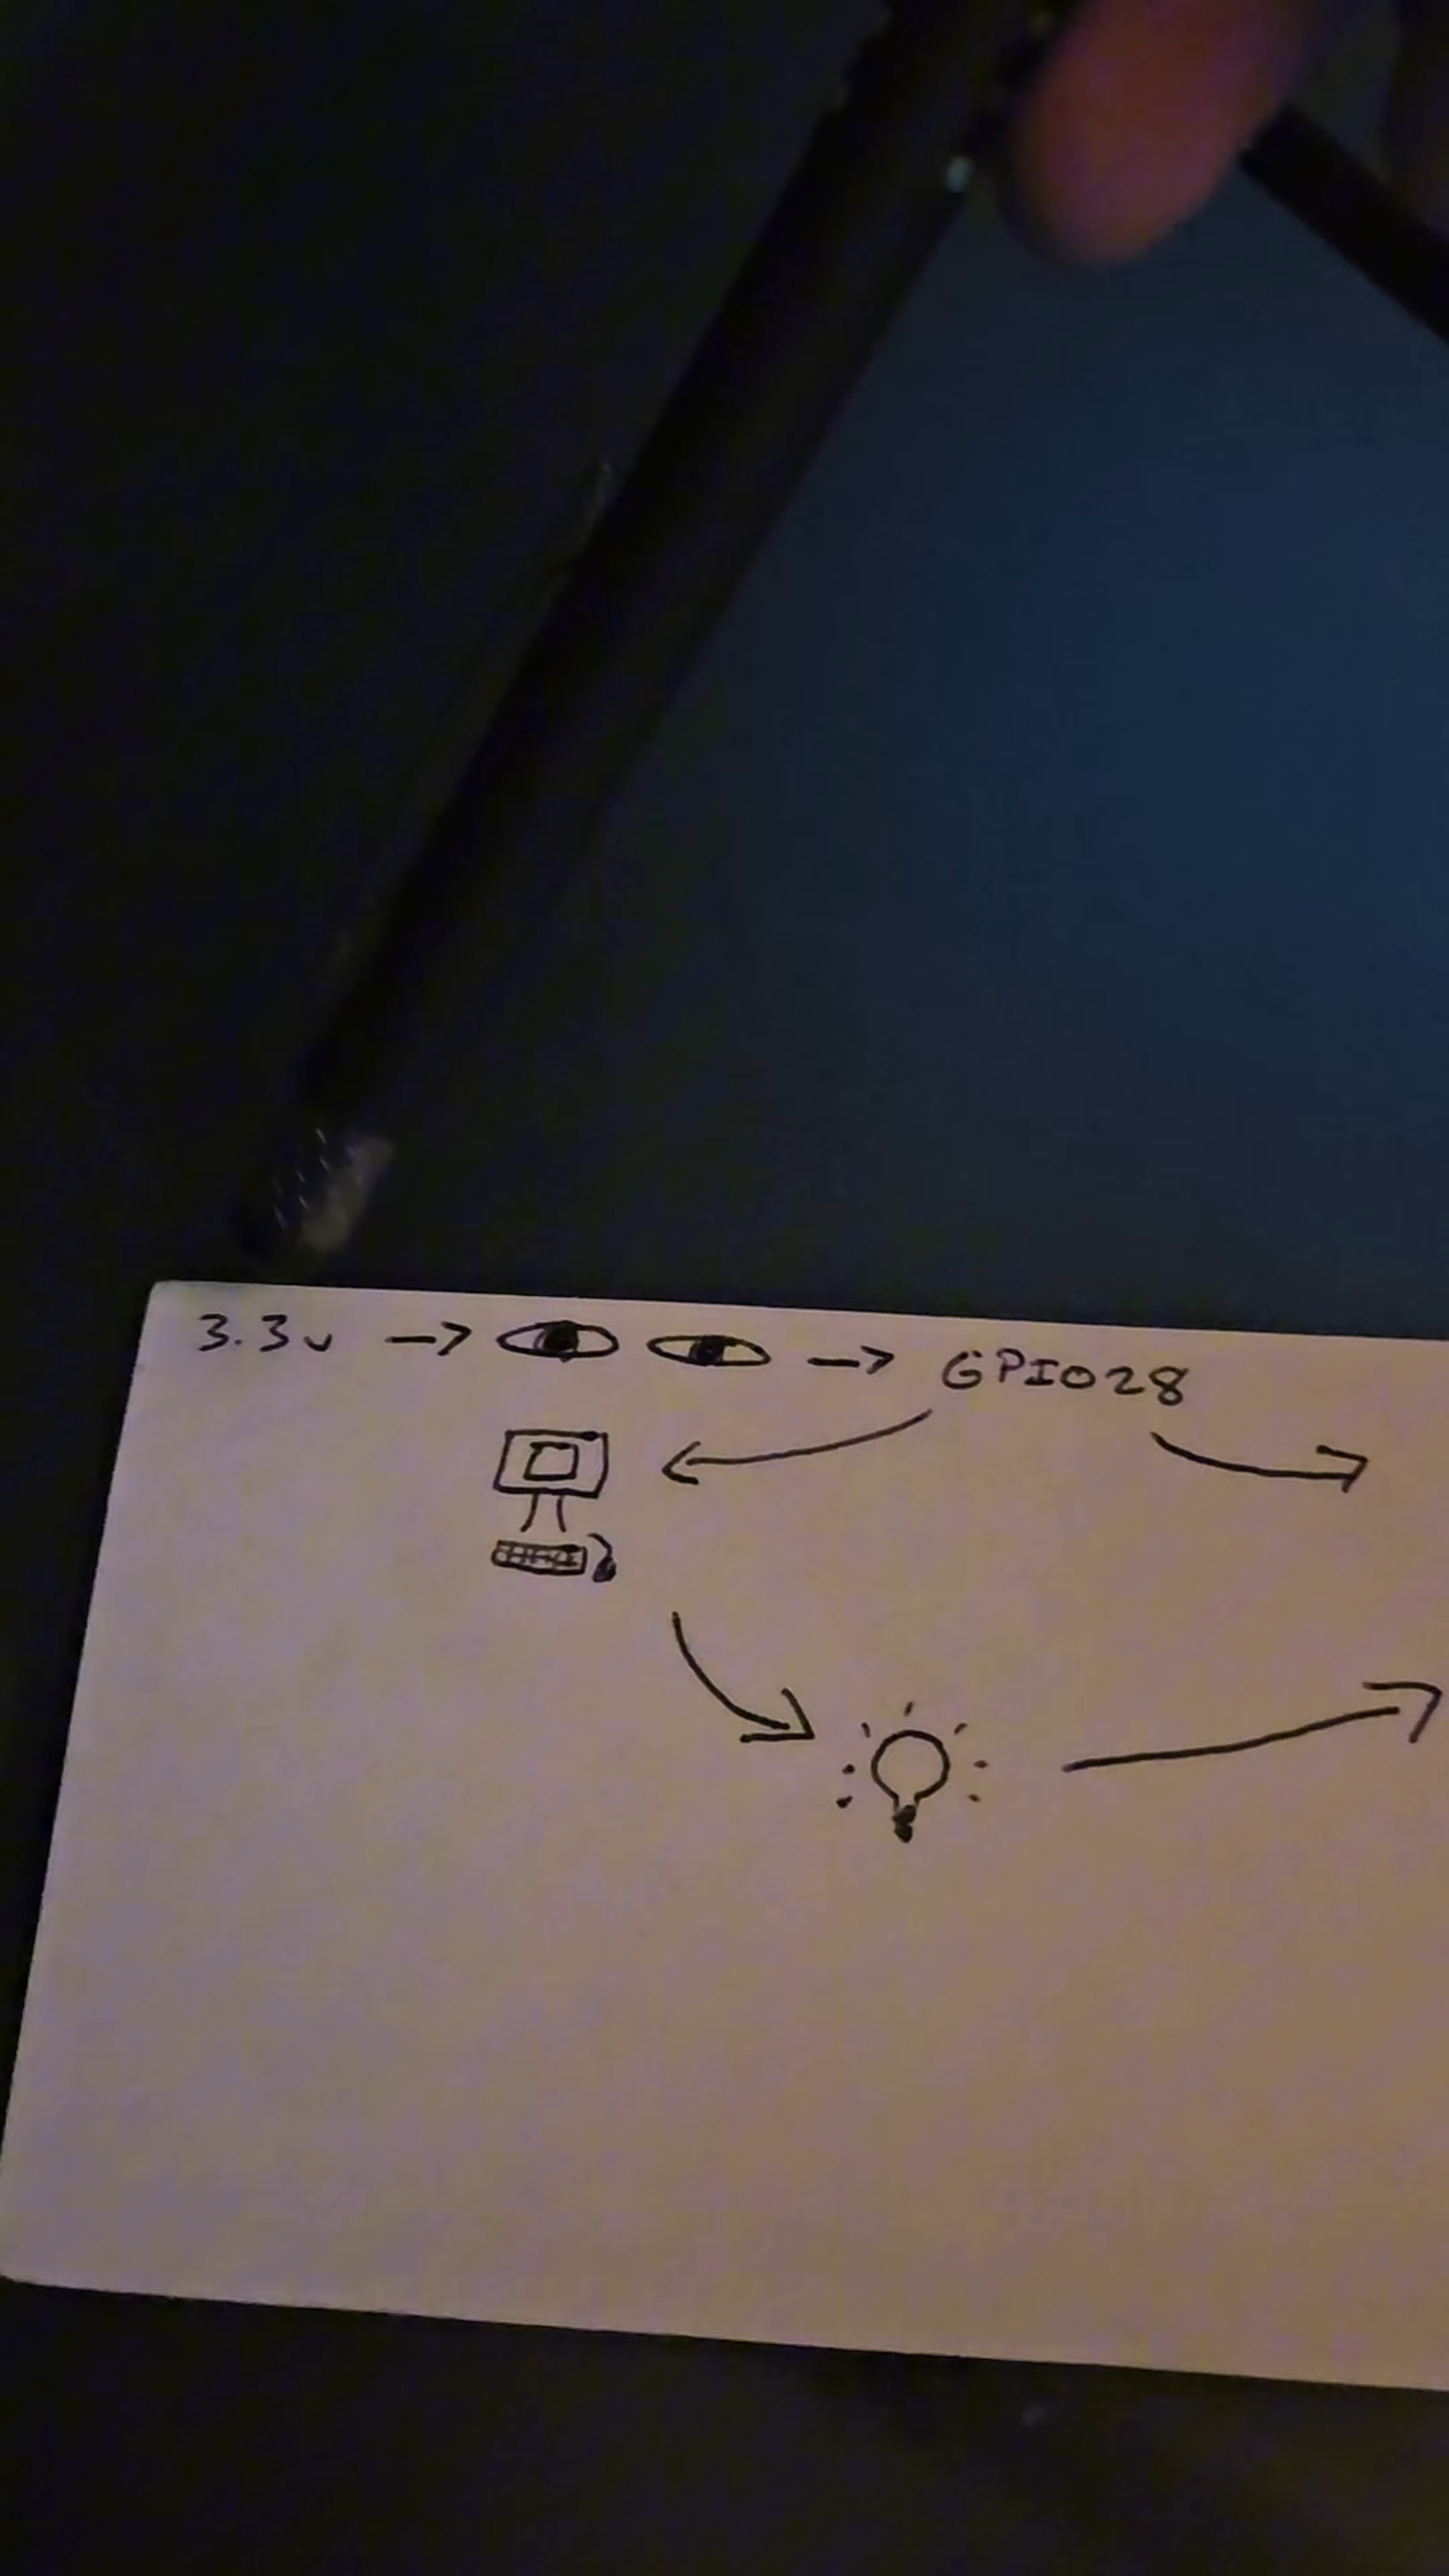 3.3v → → GPIO28